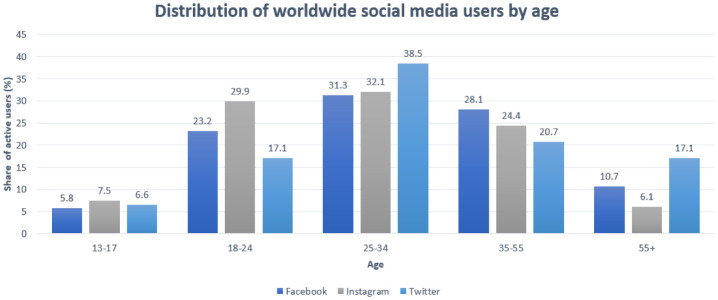 Distribution of worldwide social media users by age
Share of active users (%)
45
40
35
30
25
20
15
10
5
0
5.8 7.5 6.6
23.2 29.9 17.1
31.3 32.1 38.5
28.1 24.4 20.7
10.7 6.1 17.1
13-17 18-24 25-34 35-55 55+
Age
Facebook Instagram Twitter